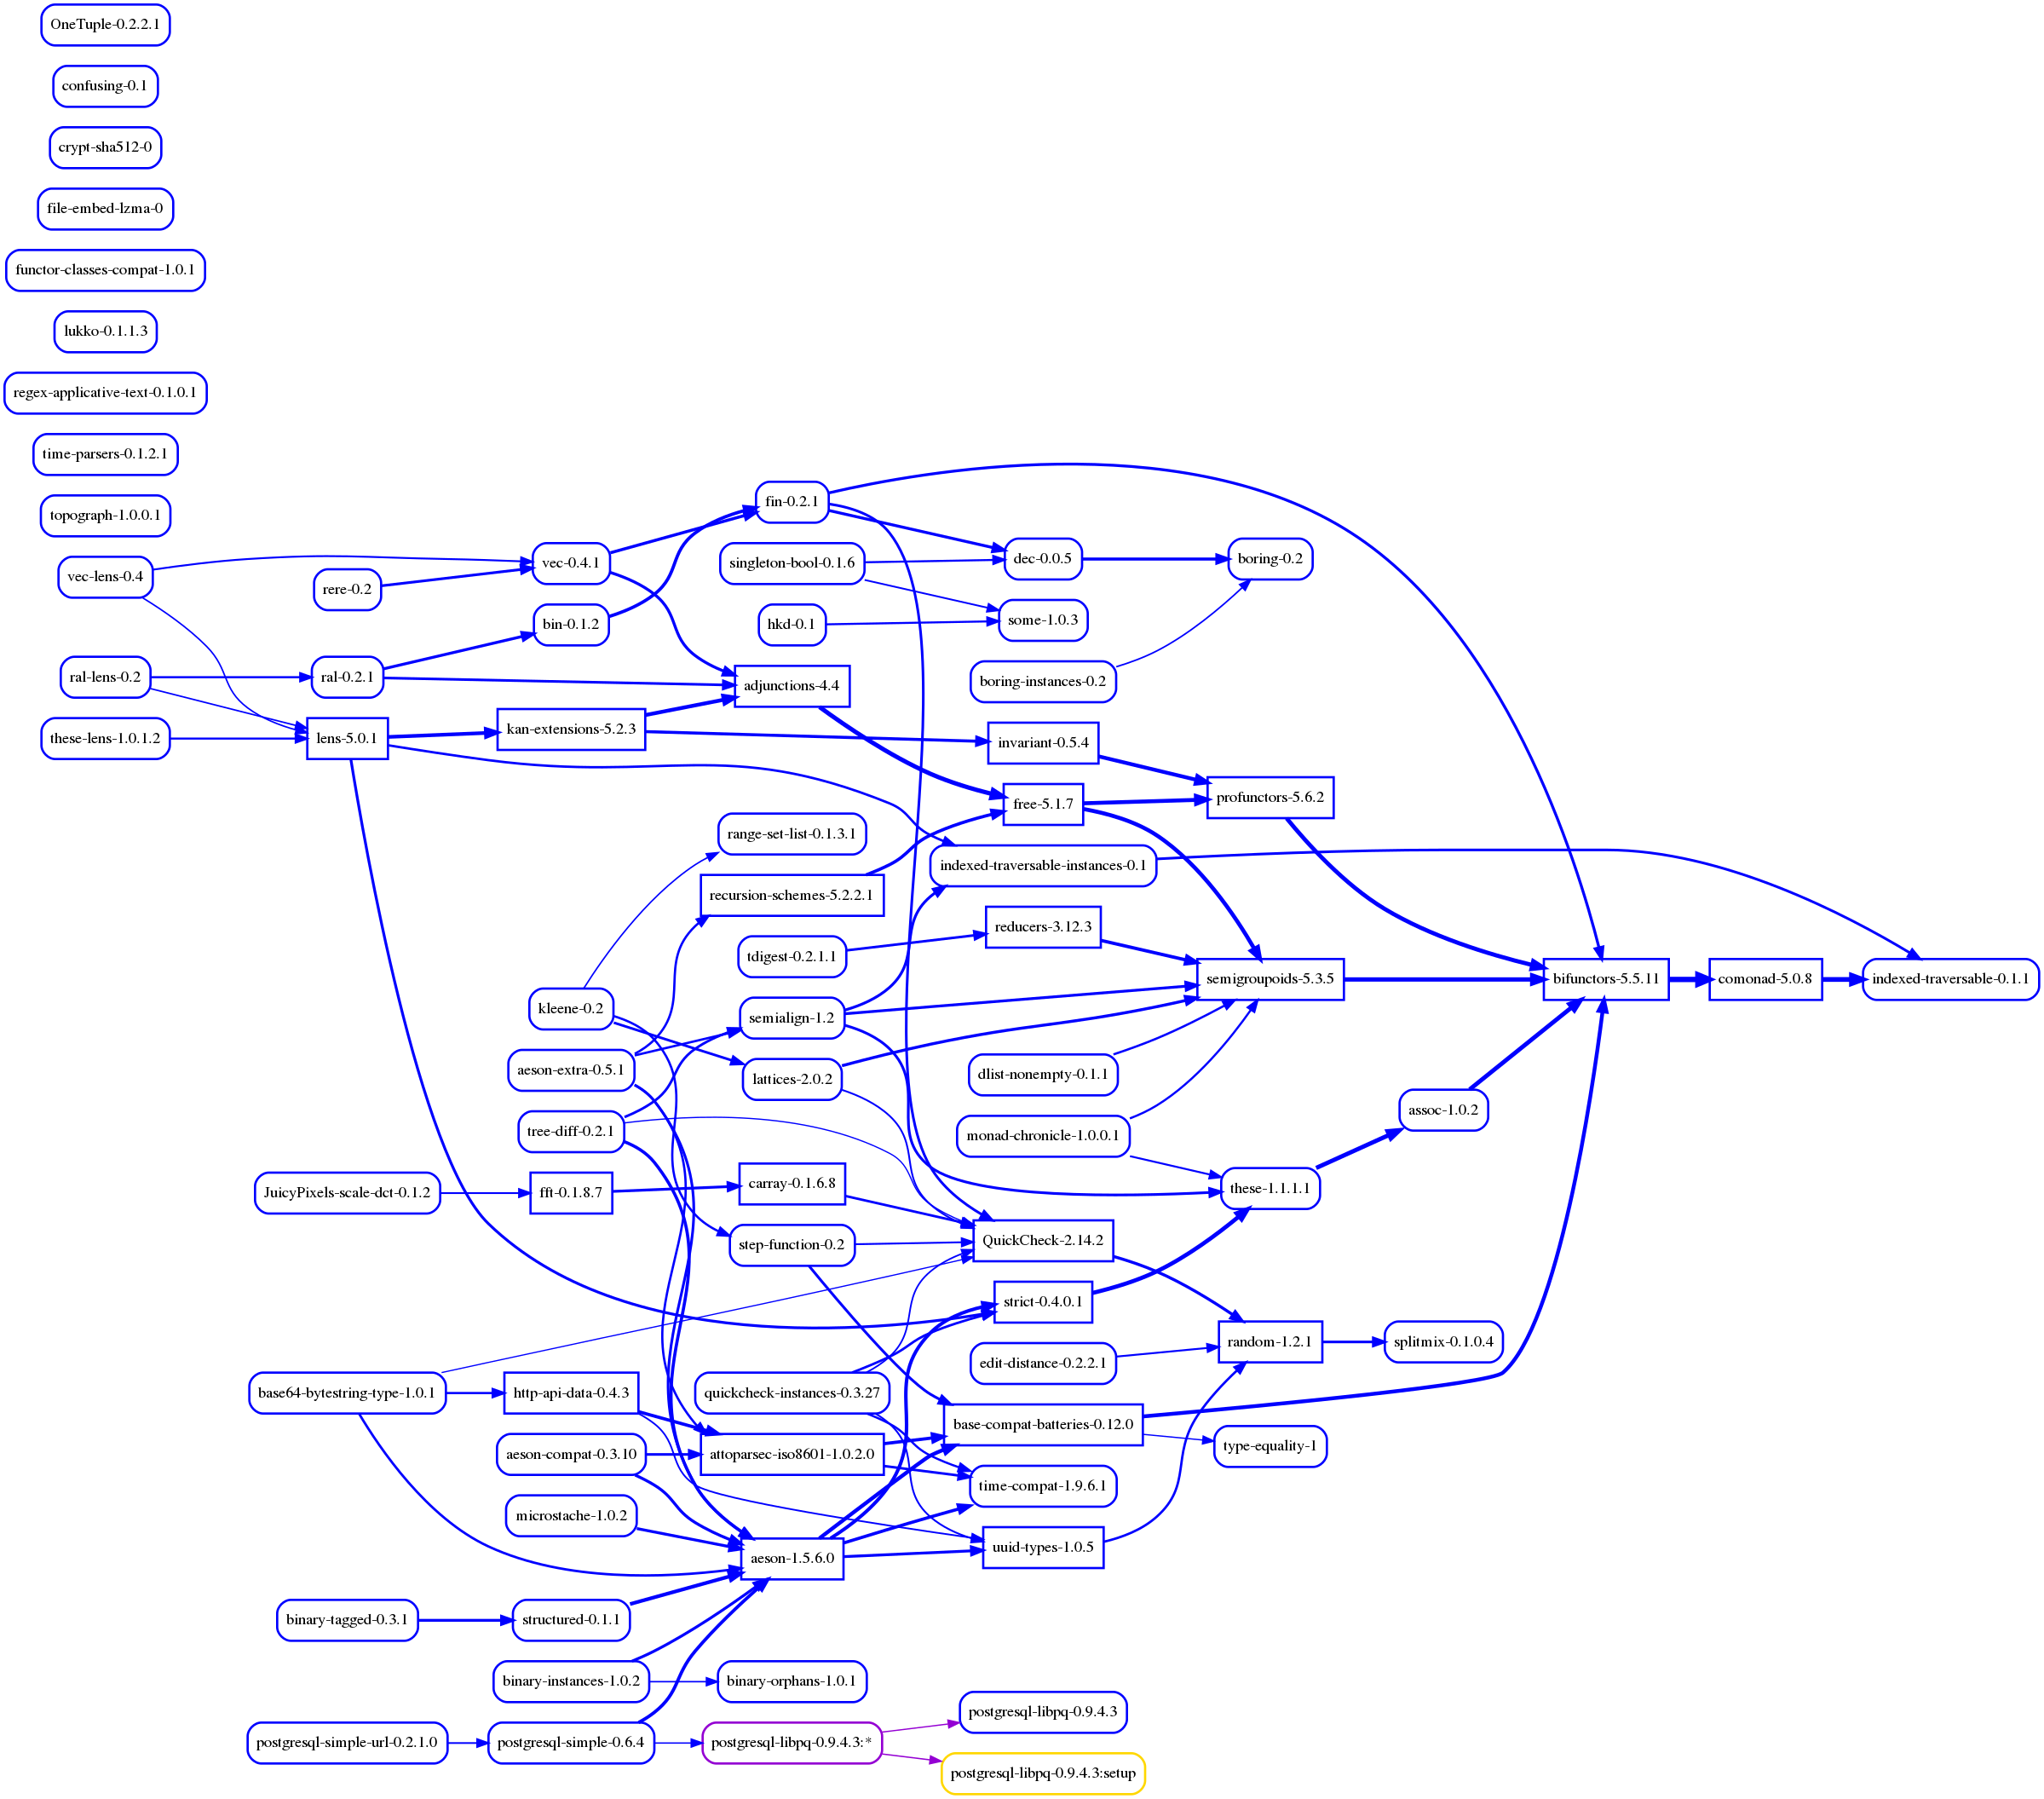 OneTuple-0.2.2.1
confusing-0.1
crypt-sha512-0
file-embed-lzma-0
functor-classes-compat-1.0.1
lukko-0.1.1.3
regex-applicative-text-0.1.0.1
time-parsers-0.1.2.1
topograph-1.0.0.1
vec-lens-0.4
ral-lens-0.2
these-lens-1.0.1.2
rere-0.2
ral-0.2.1
lens-5.0.1
JuicyPixels-scale-dct-0.1.2
base64-bytestring-type-1.0.1
binary-tagged-0.3.1
postgresql-simple-url-0.2.1.0
vec-0.4.1
bin-0.1.2
kan-extensions-5.2.3
kleene-0.2
aeson-extra-0.5.1
tree-diff-0.2.1
fft-0.1.8.7
http-api-data-0.4.3
aeson-compat-0.3.10
microstache-1.0.2
structured-0.1.1
binary-instances-1.0.2
postgresql-simple-0.6.4
fin-0.2.1
singleton-bool-0.1.6
hkd-0.1
adjunctions-4.4
range-set-list-0.1.3.1
recursion-schemes-5.2.2.1
tdigest-0.2.1.1
semialign-1.2
lattices-2.0.2
carray-0.1.6.8
step-function-0.2
quickcheck-instances-0.3.27
attoparsec-iso8601-1.0.2.0
aeson-1.5.6.0
binary-orphans-1.0.1
postgresql-libpq-0.9.4.3:*
dec-0.0.5
some-1.0.3
boring-instances-0.2
invariant-0.5.4
free-5.1.7
indexed-traversable-instances-0.1
reducers-3.12.3
dlist-nonempty-0.1.1
monad-chronicle-1.0.0.1
QuickCheck-2.14.2
strict-0.4.0.1
edit-distance-0.2.2.1
base-compat-batteries-0.12.0
time-compat-1.9.6.1
uuid-types-1.0.5
postgresql-libpq-0.9.4.3
postgresql-libpq-0.9.4.3:setup
boring-0.2
profunctors-5.6.2
semigroupoids-5.3.5
these-1.1.1.1
random-1.2.1
type-equality-1
assoc-1.0.2
splitmix-0.1.0.4
bifunctors-5.5.11
comonad-5.0.8
indexed-traversable-0.1.1